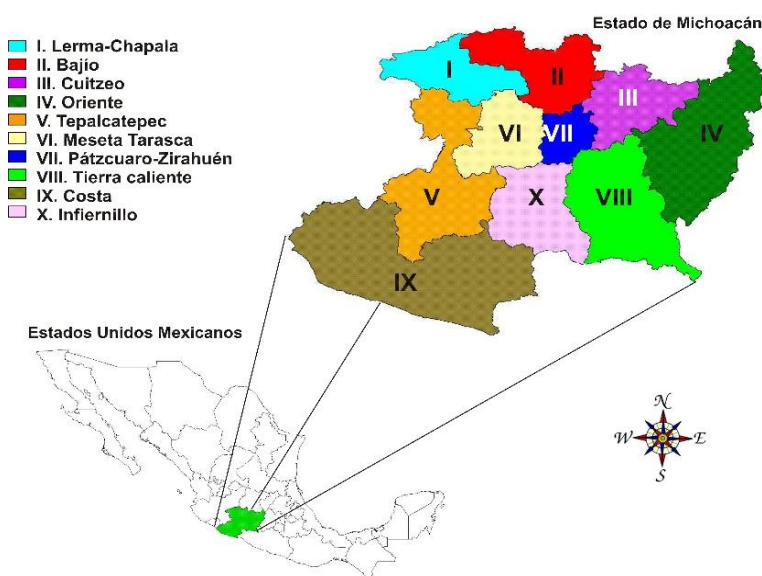 Estado de Michoacán
I. Lerma-Chapala
II. Bajío
III. Cuitzeo
IV. Oriente
V. Tepalcatepec
VI. Meseta Tarasca
VII. Pátzcuaro-Zirahuén
VIII. Tierra caliente
IX. Costa
X. Infiernillo
I
II
III
IV
VI
VII
V
X
VIII
IX
Estados Unidos Mexicanos
N
W
E
S